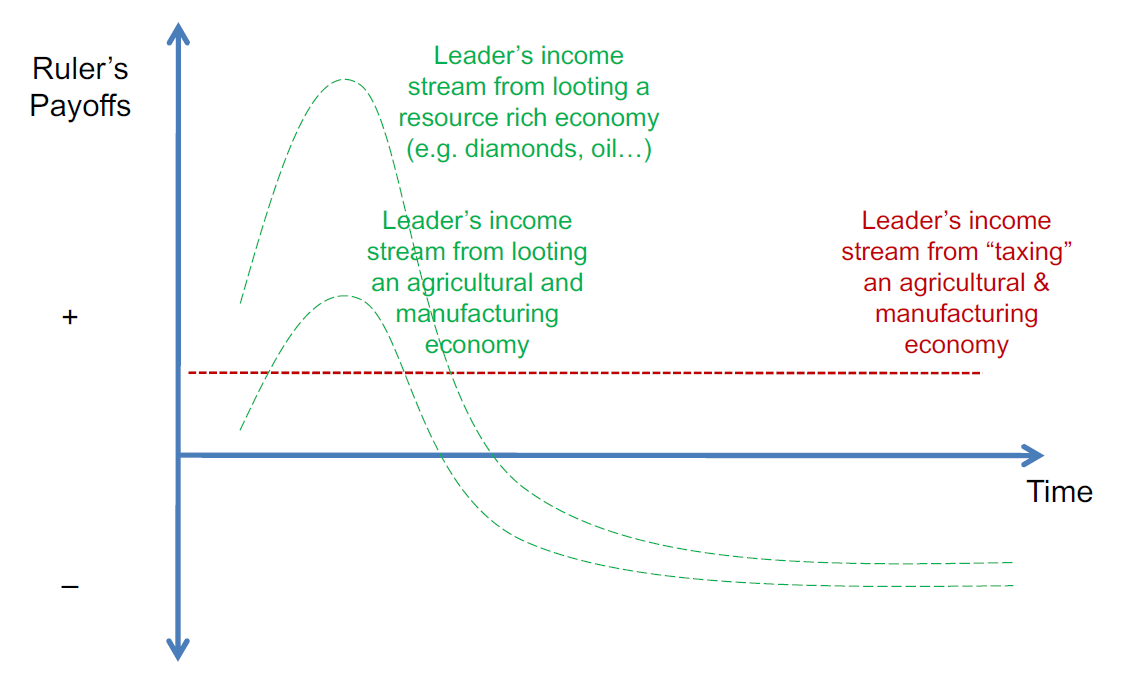 Ruler’s
Payoffs
Leader’s income
stream from looting a
resource rich economy
(e.g. diamonds, oil…)
Leader’s income
stream from looting
an agricultural and
manufacturing
economy
Leader’s income
stream from “taxing”
an agricultural &
manufacturing
economy
+
Time
–